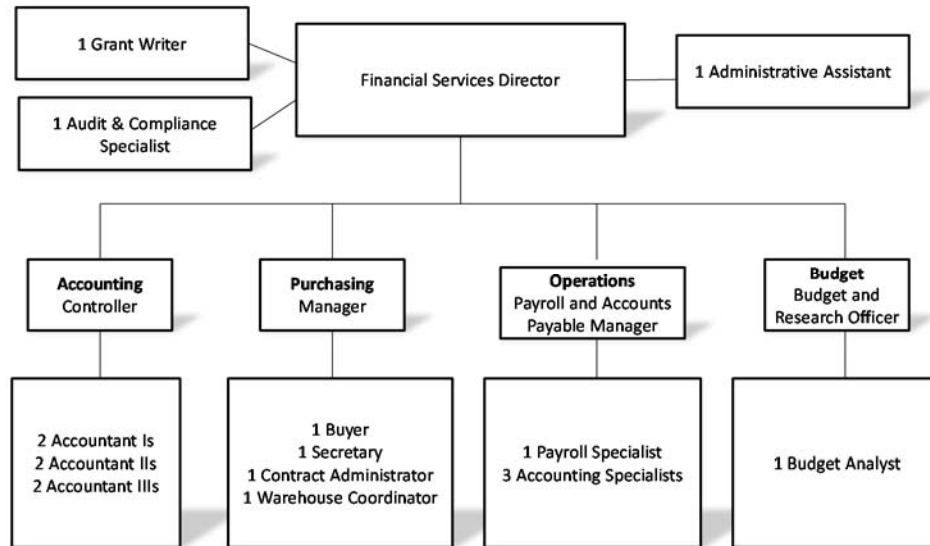 1 Grant Writer
Financial Services Director
1 Administrative Assistant
1 Audit & Compliance
Specialist
Accounting
Controller
Purchasing
Manager
Operations
Payroll and Accounts
Payable Manager
Budget
Budget and
Research Officer
2 Accountant Is
2 Accountant IIs
2 Accountant IIIs
1 Buyer
1 Secretary
1 Contract Administrator
1 Warehouse Coordinator
1 Payroll Specialist
3 Accounting Specialists
1 Budget Analyst